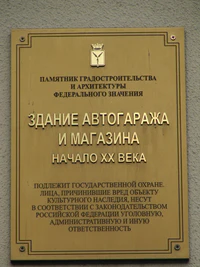 ПАМЯТНИК ГРАДОСТРОИТЕЛЬСТВА
И АРХИТЕКТУРЫ
ФЕДЕРАЛЬНОГО ЗНАЧЕНИЯ
ЗДАНИЕ АВТОГАРАЖА
И МАГАЗИНА
НАЧАЛО XX ВЕКА
ПОДЛЕЖИТ ГОСУДАРСТВЕННОЙ ОХРАНЕ.
ЛИЦА, ПРИЧИНИВШИЕ ВРЕД ОБЪЕКТУ
КУЛЬТУРНОГО НАСЛЕДИЯ, НЕСУТ
В СООТВЕТСТВИИ С ЗАКОНОДАТЕЛЬСТВОМ
РОССИЙСКОЙ ФЕДЕРАЦИИ УГОЛОВНУЮ,
АДМИНИСТРАТИВНУЮ И ИНУЮ
ОТВЕТСТВЕННОСТЬ